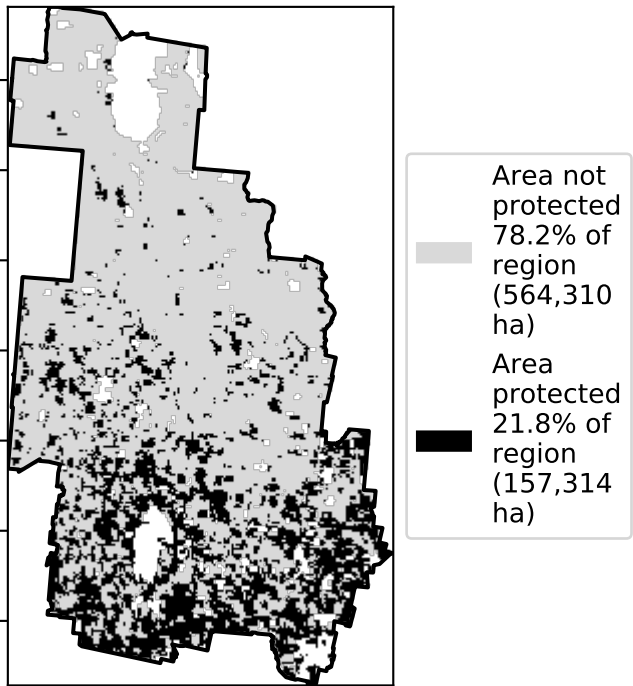 Area not
protected
78.2% of
region
(564,310
ha)
Area
protected
21.8% of
region
(157,314
ha)